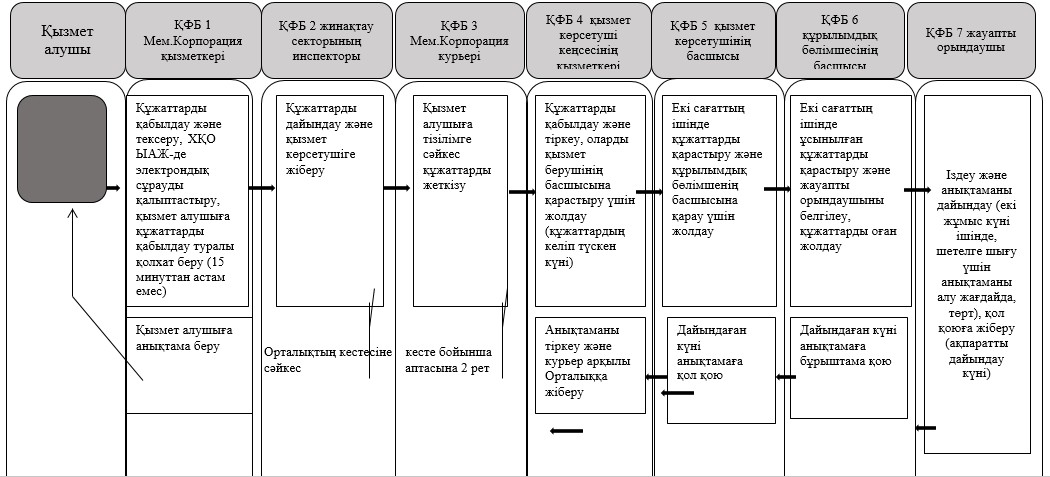 Қызмет
алушы
ҚФБ 1
Мем.Корпорация
қызметкері
ҚФБ 2 жинақтау
секторының
инспекторы
ҚФБ 3
Мем.Корпорация
курьері
ҚФБ 4 қызмет
көрсетуші
кеңсесінің
қызметкері
ҚФБ 5 қызмет
көрсетушінің
басшысы
ҚФБ 6
құрылымдық
бөлімшесінің
басшысы
ҚФБ 7 жауапты
орындаушы
Құжаттарды
қабылдау және
тексеру, ХҚО
ЫАЖ-де
электрондық
сұрауды
қалыптастыру,
қызмет алушыға
құжаттарды
қабылдау туралы
қолхат беру (15
минуттан астам
емес)
Құжаттарды
дайындау және
қызмет
көрсетушіге
жіберу
Қызмет
алушыға
тізілімге
сәйкес
құжаттарды
жеткізу
Құжаттарды
қабылдау және
тіркеу, оларды
қызмет
берушінің
басшысына
қарастыру үшін
жолдау
(құжаттардың
келіп түскен
күні)
Екі сағаттың
ішінде
құжаттарды
қарастыру және
құрылымдық
бөлімшенің
басшысына
қарау үшін
жолдау
Екі сағаттың
ішінде
ұсынылған
құжаттарды
қарастыру және
жауапты
орындаушыны
белгілеу,
құжаттарды оған
жолдау
Іздеу және
анықтаманы
дайындау (екі
жұмыс күні
ішінде,
шетелге шығу
үшін
анықтаманы
алу жағдайда,
төрт), қол
қоюға жіберу
(ақпаратты
дайындау
күні)
Қызмет алушыға
анықтама беру
Орталықтың кестесіне
сәйкес
кесте бойынша
аптасына 2 рет
Анықтаманы
тіркеу және
курьер арқылы
Орталыққа
жіберу
Дайындаған
күні
анықтамаға
қол қою
Дайындаған күні
анықтамаға
бұрыштама қою